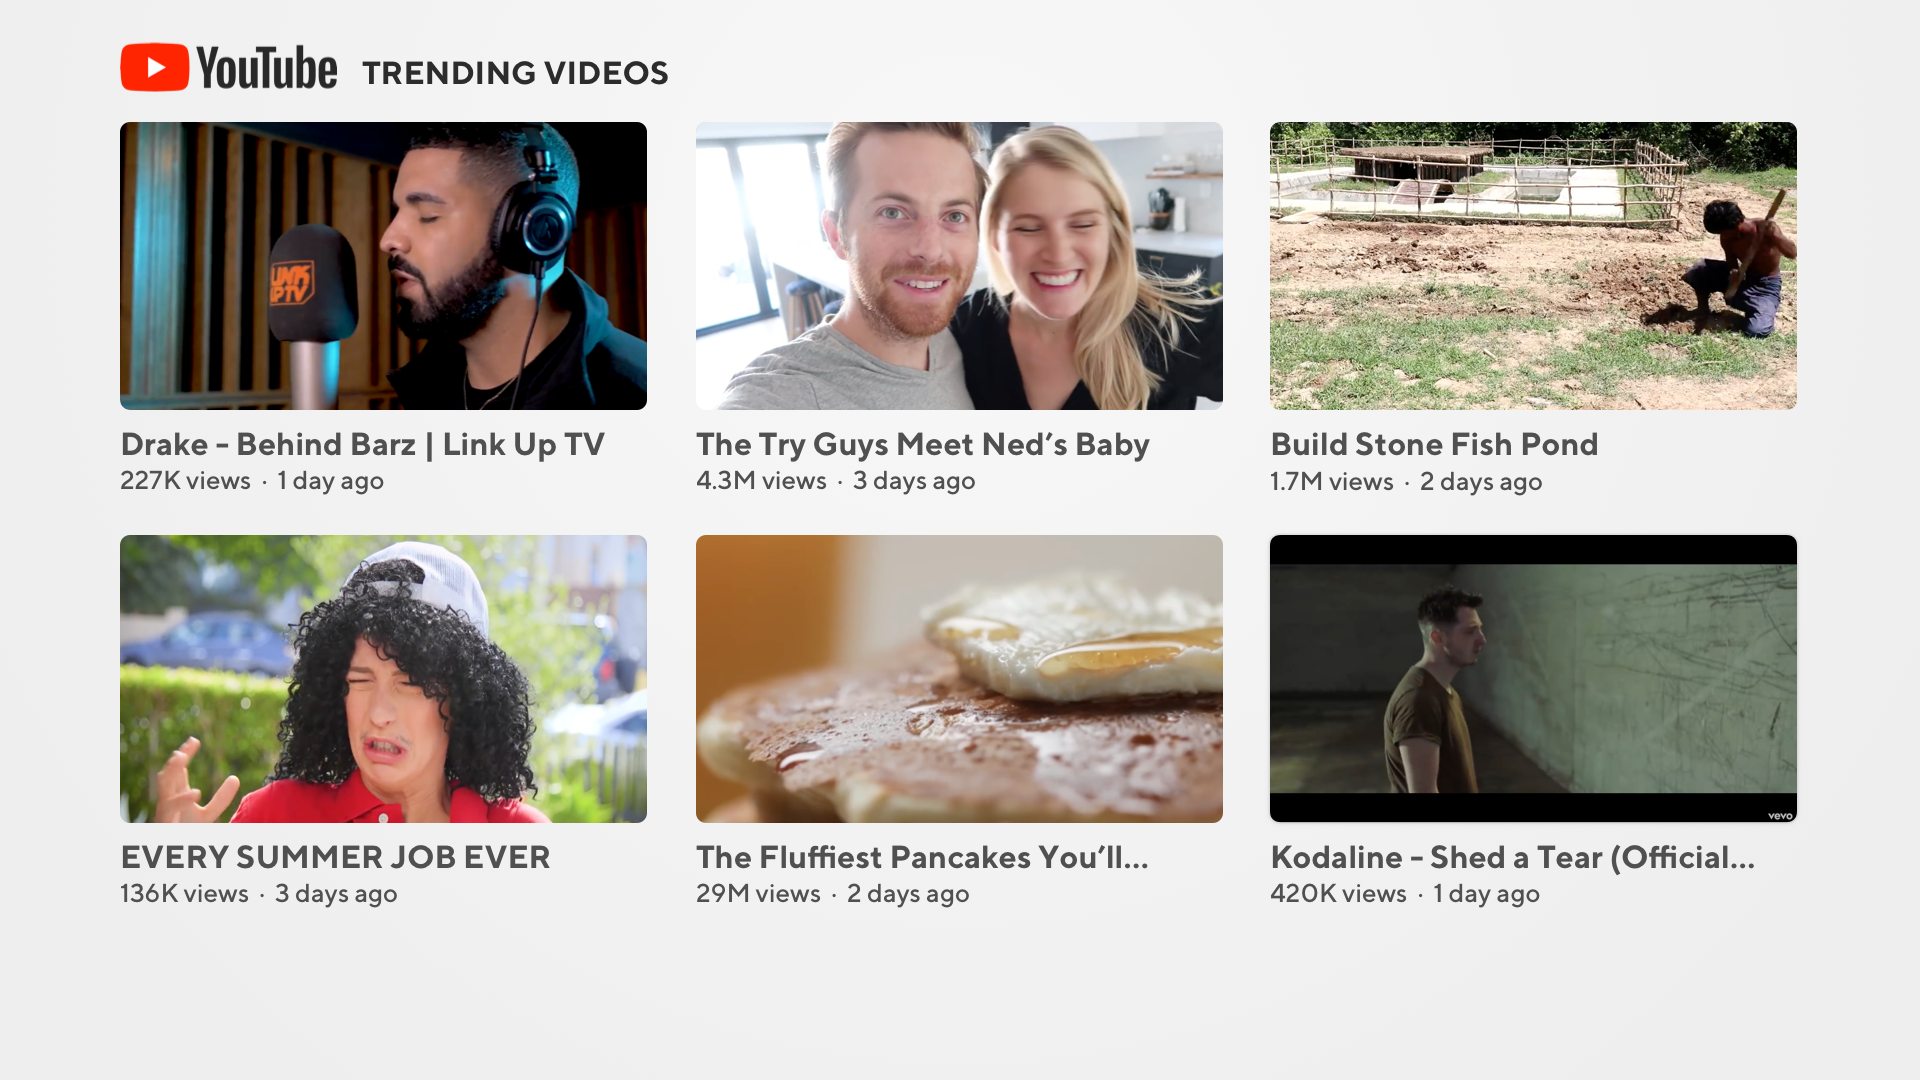 YouTube TRENDING VIDEOS
LINK
UPTV
Drake - Behind Barz | Link Up TV
227K views · 1 day ago
The Try Guys Meet Ned’s Baby
4.3M views · 3 days ago
Build Stone Fish Pond
1.7M views · 2 days ago
vevo
EVERY SUMMER JOB EVER
136K views · 3 days ago
The Fluffiest Pancakes You’ll...
29M views · 2 days ago
Kodaline - Shed a Tear (Official...
420K views · 1 day ago